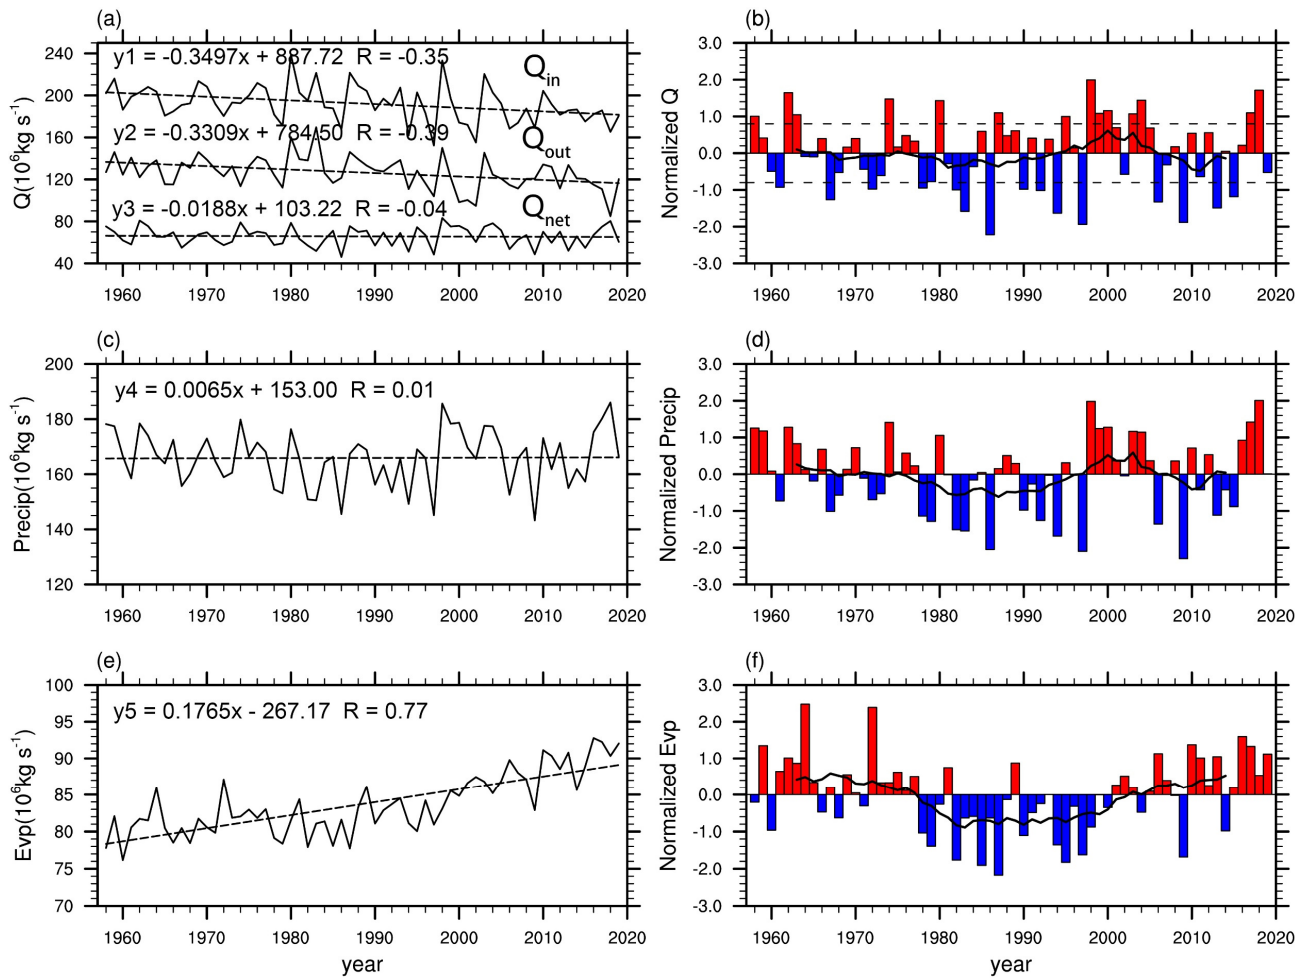 (a)
(b)
240
200
160
120
80
40
Q(10⁶kg s⁻¹)
y1 = -0.3497x + 887.72 R = -0.35
Q_in
y2 = -0.3309x + 784.50 R = -0.39
Q_out
y3 = -0.0188x + 103.22 R = -0.04
Q_net
1960 1970 1980 1990 2000 2010 2020
3.0
2.0
1.0
0.0
-1.0
-2.0
-3.0
Normalized Q
1960 1970 1980 1990 2000 2010 2020
(c)
(d)
200
180
160
140
120
Precip(10⁶kg s⁻¹)
y4 = 0.0065x + 153.00 R = 0.01
1960 1970 1980 1990 2000 2010 2020
3.0
2.0
1.0
0.0
-1.0
-2.0
-3.0
Normalized Precip
1960 1970 1980 1990 2000 2010 2020
(e)
(f)
100
95
90
85
80
75
70
Evp(10⁶kg s⁻¹)
y5 = 0.1765x - 267.17 R = 0.77
1960 1970 1980 1990 2000 2010 2020
year
3.0
2.0
1.0
0.0
-1.0
-2.0
-3.0
Normalized Evp
1960 1970 1980 1990 2000 2010 2020
year